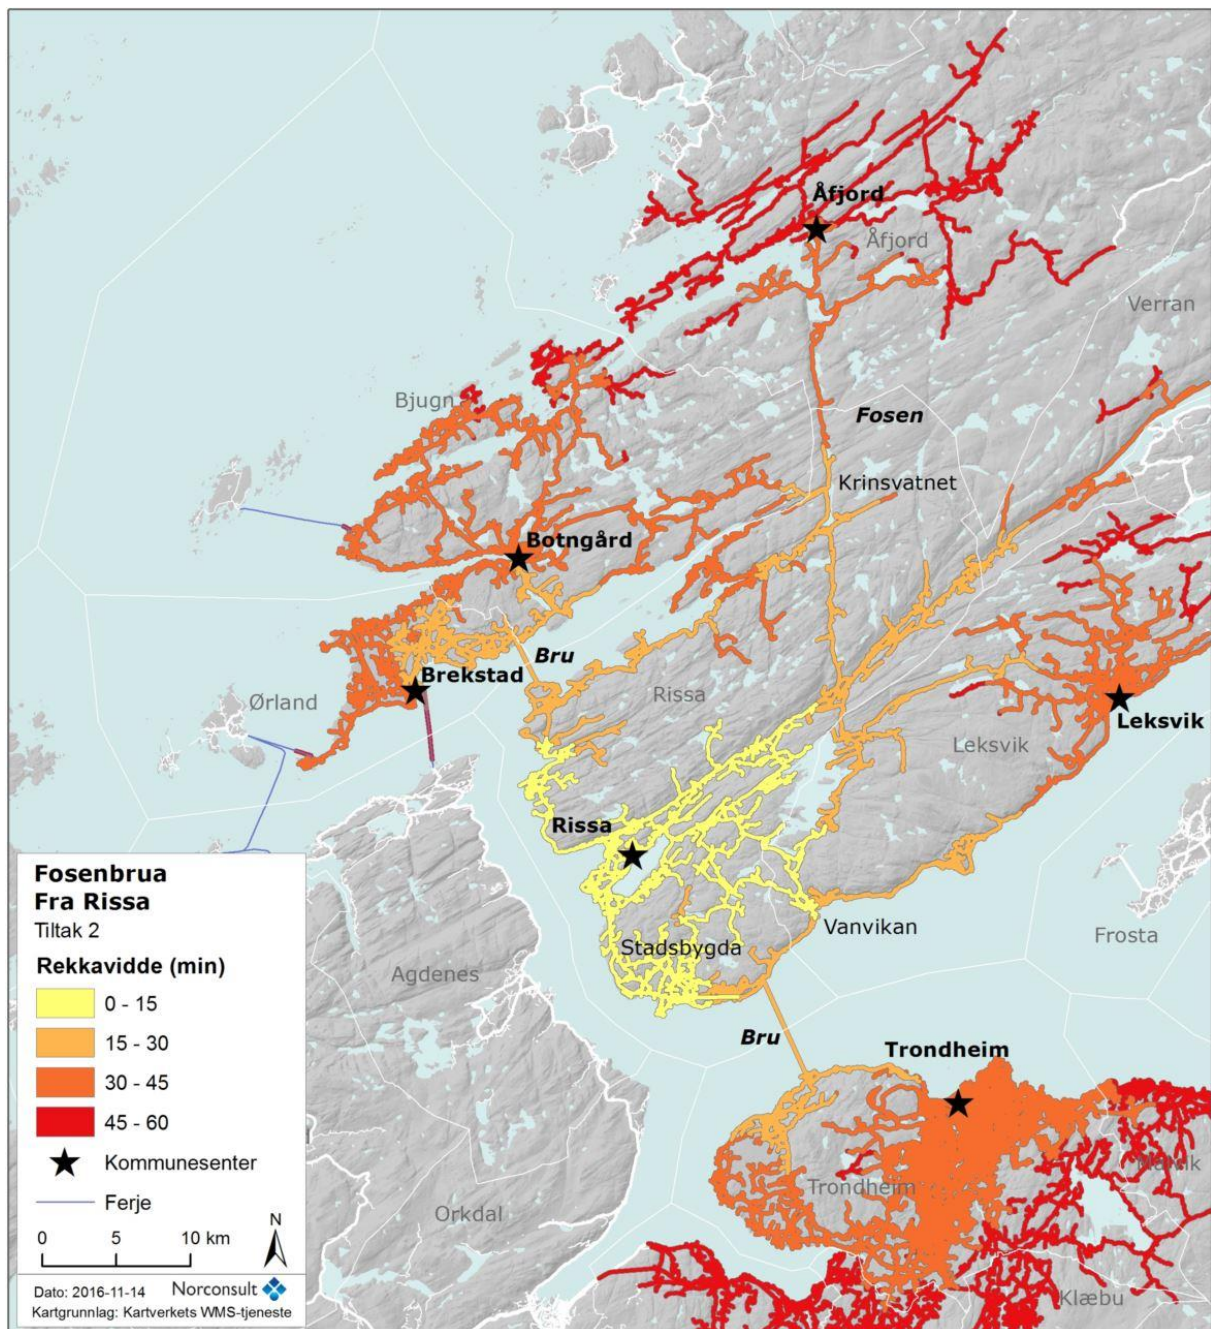 Åfjord
Åfjord
Verran
Bjugn
Fosen
Krinsvatnet
Botngård
Bru
Brekstad
Rissa
Ørland
Leksvik
Leksvik
Rissa
Vanvikan
Stadsbygda
Frosta
Agdenes
Bru
Trondheim
Malvik
Trondheim
Orkdal
Klæbu
Fosenbrua
Fra Rissa
Tiltak 2
Rekkavidde (min)
0 - 15
15 - 30
30 - 45
45 - 60
Kommunesenter
Ferje
N
0 5 10 km
Dato: 2016-11-14 Norconsult
Kartgrunnlag: Kartverkets WMS-tjeneste